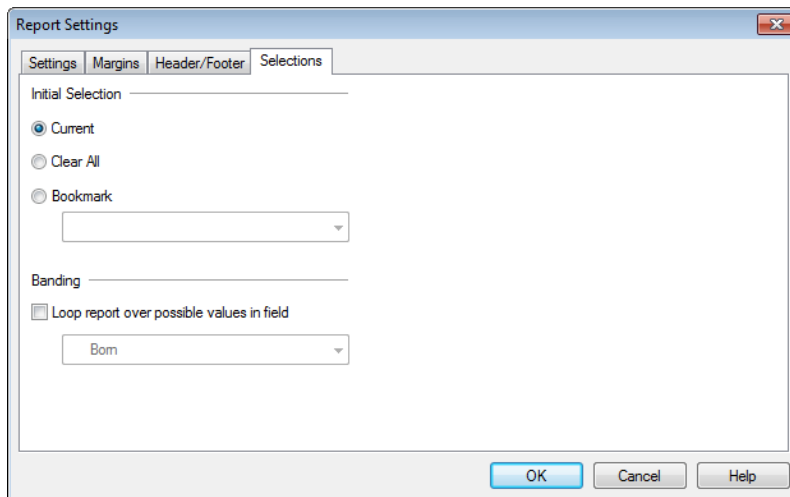 Report Settings
Settings Margins Header/Footer Selections
Initial Selection
Current
Clear All
Bookmark
Banding
Loop report over possible values in field
Born
OK Cancel Help